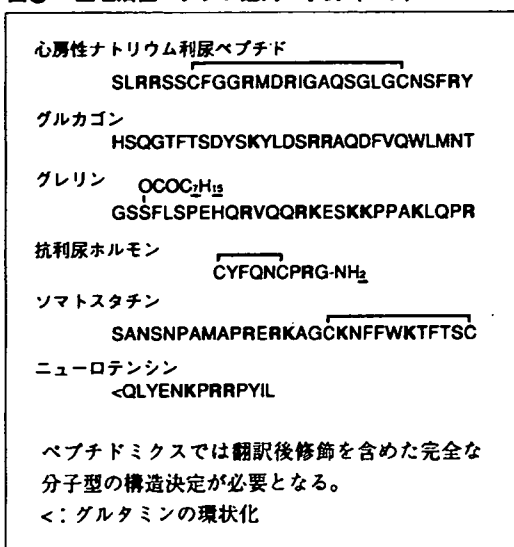 心房性ナトリウム利尿ペプチド
SLRRSSCFGGRMDRIGAQSGLGCNSFRY
グルカゴン
HSQGTFTSDYSKYLDSRRAQDFVQWLMNT
グレリン
OCOC7H15
GSSFLSPEHQRVQQRKESKKPPAKLQPR
抗利尿ホルモン
CYFQNCPRG-NH2
ソマトスタチン
SANSNPAMAPRERKAGCKNFFWKTFTSC
ニューロテンシン
<QLYENKPRRPYIL
ペプチドミクスでは翻訳後修飾を含めた完全な
分子型の構造決定が必要となる。
<：グルタミンの環状化